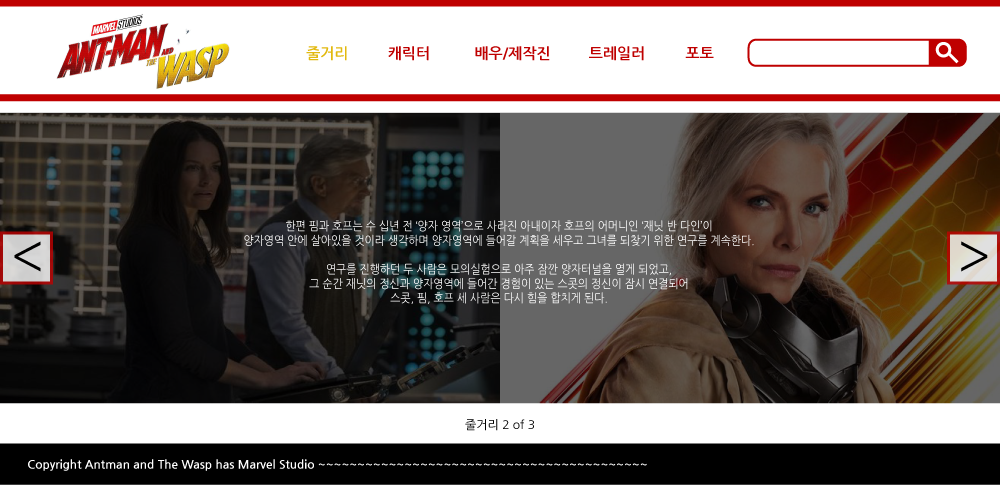 MARVEL STUDIOS
ANT-MAN AND THE WASP
줄거리 캐릭터 배우/제작진 트레일러 포토
한편 핌과 호프는 수 십년 전 '양자 영역'으로 사라진 아내이자 호프의 어머니인 '재닛 반 다인'이
양자영역 안에 살아있을 것이라 생각하며 양자영역에 들어갈 계획을 세우고 그녀를 되찾기 위한 연구를 계속한다.
연구를 진행하던 두 사람은 모의실험으로 아주 잠깐 양자터널을 열게 되었고,
그 순간 재닛의 정신과 양자영역에 들어간 경험이 있는 스콧의 정신이 잠시 연결되어
스콧, 핌, 호프 세 사람은 다시 힘을 합치게 된다.
< >
줄거리 2 of 3
Copyright Antman and The Wasp has Marvel Studio ~~~~~~~~~~~~~~~~~~~~~~~~~~~~~~~~~~~~~~~~~~